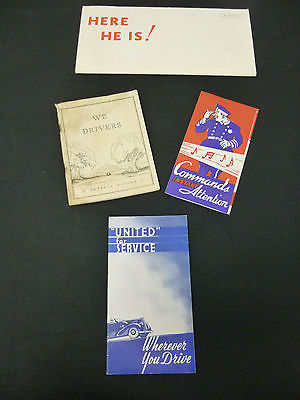 HERE
HE IS!
WE
DRIVERS
Commands
Attention
"UNITED"
for
SERVICE
Wherever
You Drive